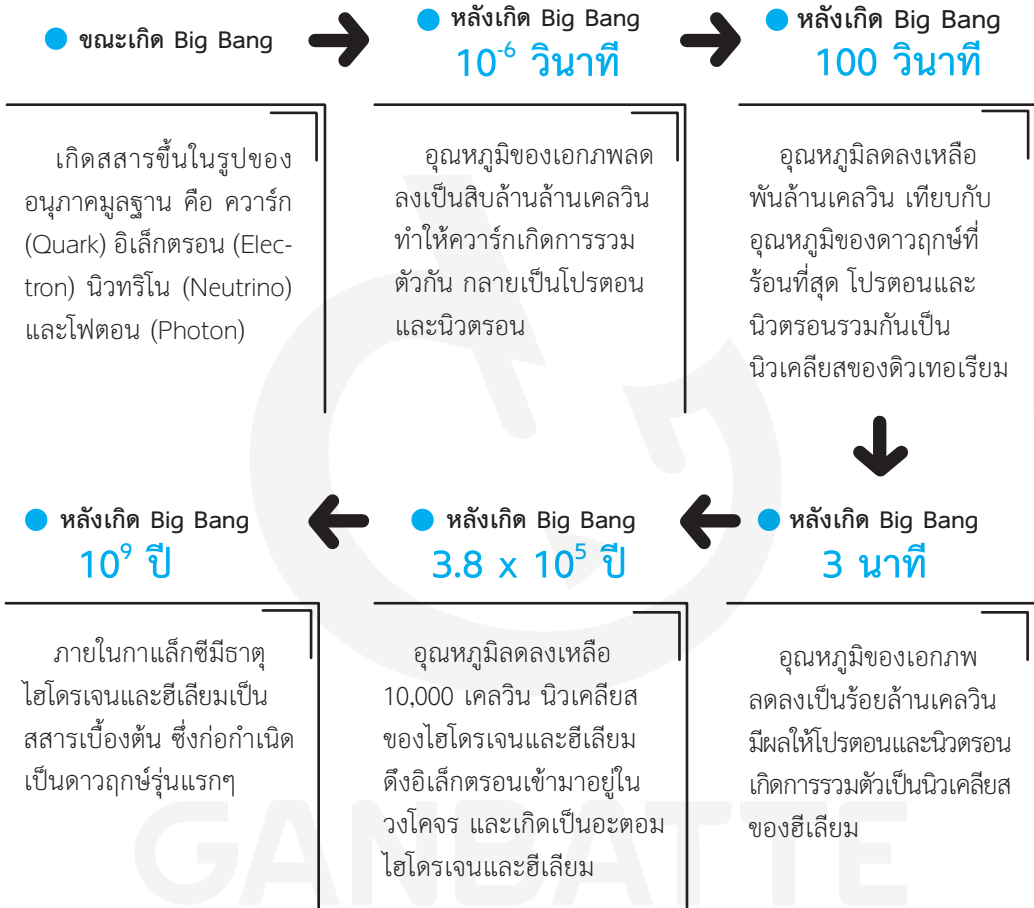 ขณะเกิด Big Bang
เกิดสสารขึ้นในรูปของ
อนุภาคมูลฐาน คือ ควาร์ก
(Quark) อิเล็กตรอน (Elec-
tron) นิวทริโน (Neutrino)
และโฟตอน (Photon)
หลังเกิด Big Bang
10⁻⁶ วินาที
อุณหภูมิของเอกภพลด
ลงเป็นสิบล้านล้านเคลวิน
ทำให้ควาร์กเกิดการรวม
ตัวกัน กลายเป็นโปรตอน
และนิวตรอน
หลังเกิด Big Bang
100 วินาที
อุณหภูมิลดลงเหลือ
พันล้านเคลวิน เทียบกับ
อุณหภูมิของดาวฤกษ์ที่
ร้อนที่สุด โปรตอนและ
นิวตรอนรวมกันเป็น
นิวเคลียสของดิวเทอเรียม
หลังเกิด Big Bang
3 นาที
อุณหภูมิของเอกภพ
ลดลงเป็นร้อยล้านเคลวิน
มีผลให้โปรตอนและนิวตรอน
เกิดการรวมตัวเป็นนิวเคลียส
ของฮีเลียม
หลังเกิด Big Bang
3.8 x 10⁵ ปี
อุณหภูมิลดลงเหลือ
10,000 เคลวิน นิวเคลียส
ของไฮโดรเจนและฮีเลียม
ดึงอิเล็กตรอนเข้ามาอยู่ใน
วงโคจร และเกิดเป็นอะตอม
ไฮโดรเจนและฮีเลียม
หลังเกิด Big Bang
10⁹ ปี
ภายในกาแล็กซีมีธาตุ
ไฮโดรเจนและฮีเลียมเป็น
สสารเบื้องต้น ซึ่งก่อกำเนิด
เป็นดาวฤกษ์รุ่นแรกๆ
GANBATTE